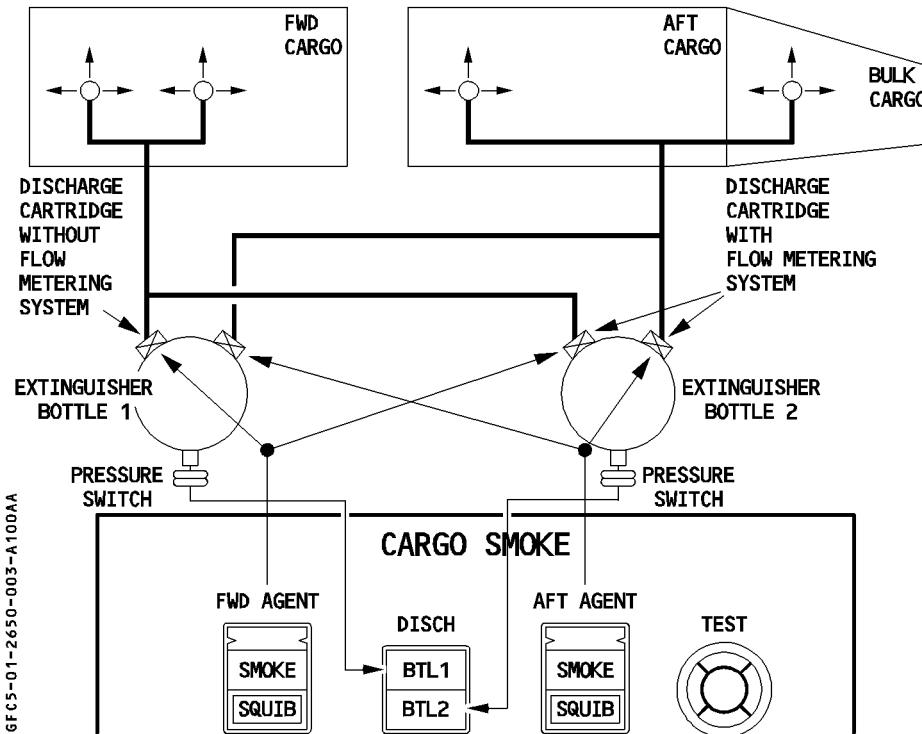 FWD
CARGO
AFT
CARGO
BULK
CARGO
DISCHARGE
CARTRIDGE
WITHOUT
FLOW
METERING
SYSTEM
DISCHARGE
CARTRIDGE
WITH
FLOW METERING
SYSTEM
EXTINGUISHER
BOTTLE 1
EXTINGUISHER
BOTTLE 2
PRESSURE
SWITCH
PRESSURE
SWITCH
CARGO SMOKE
FWD AGENT
SMOKE
SQUIB
DISCH
BTL1
BTL2
AFT AGENT
SMOKE
SQUIB
TEST
GFC5-01-2650-003-A100AA